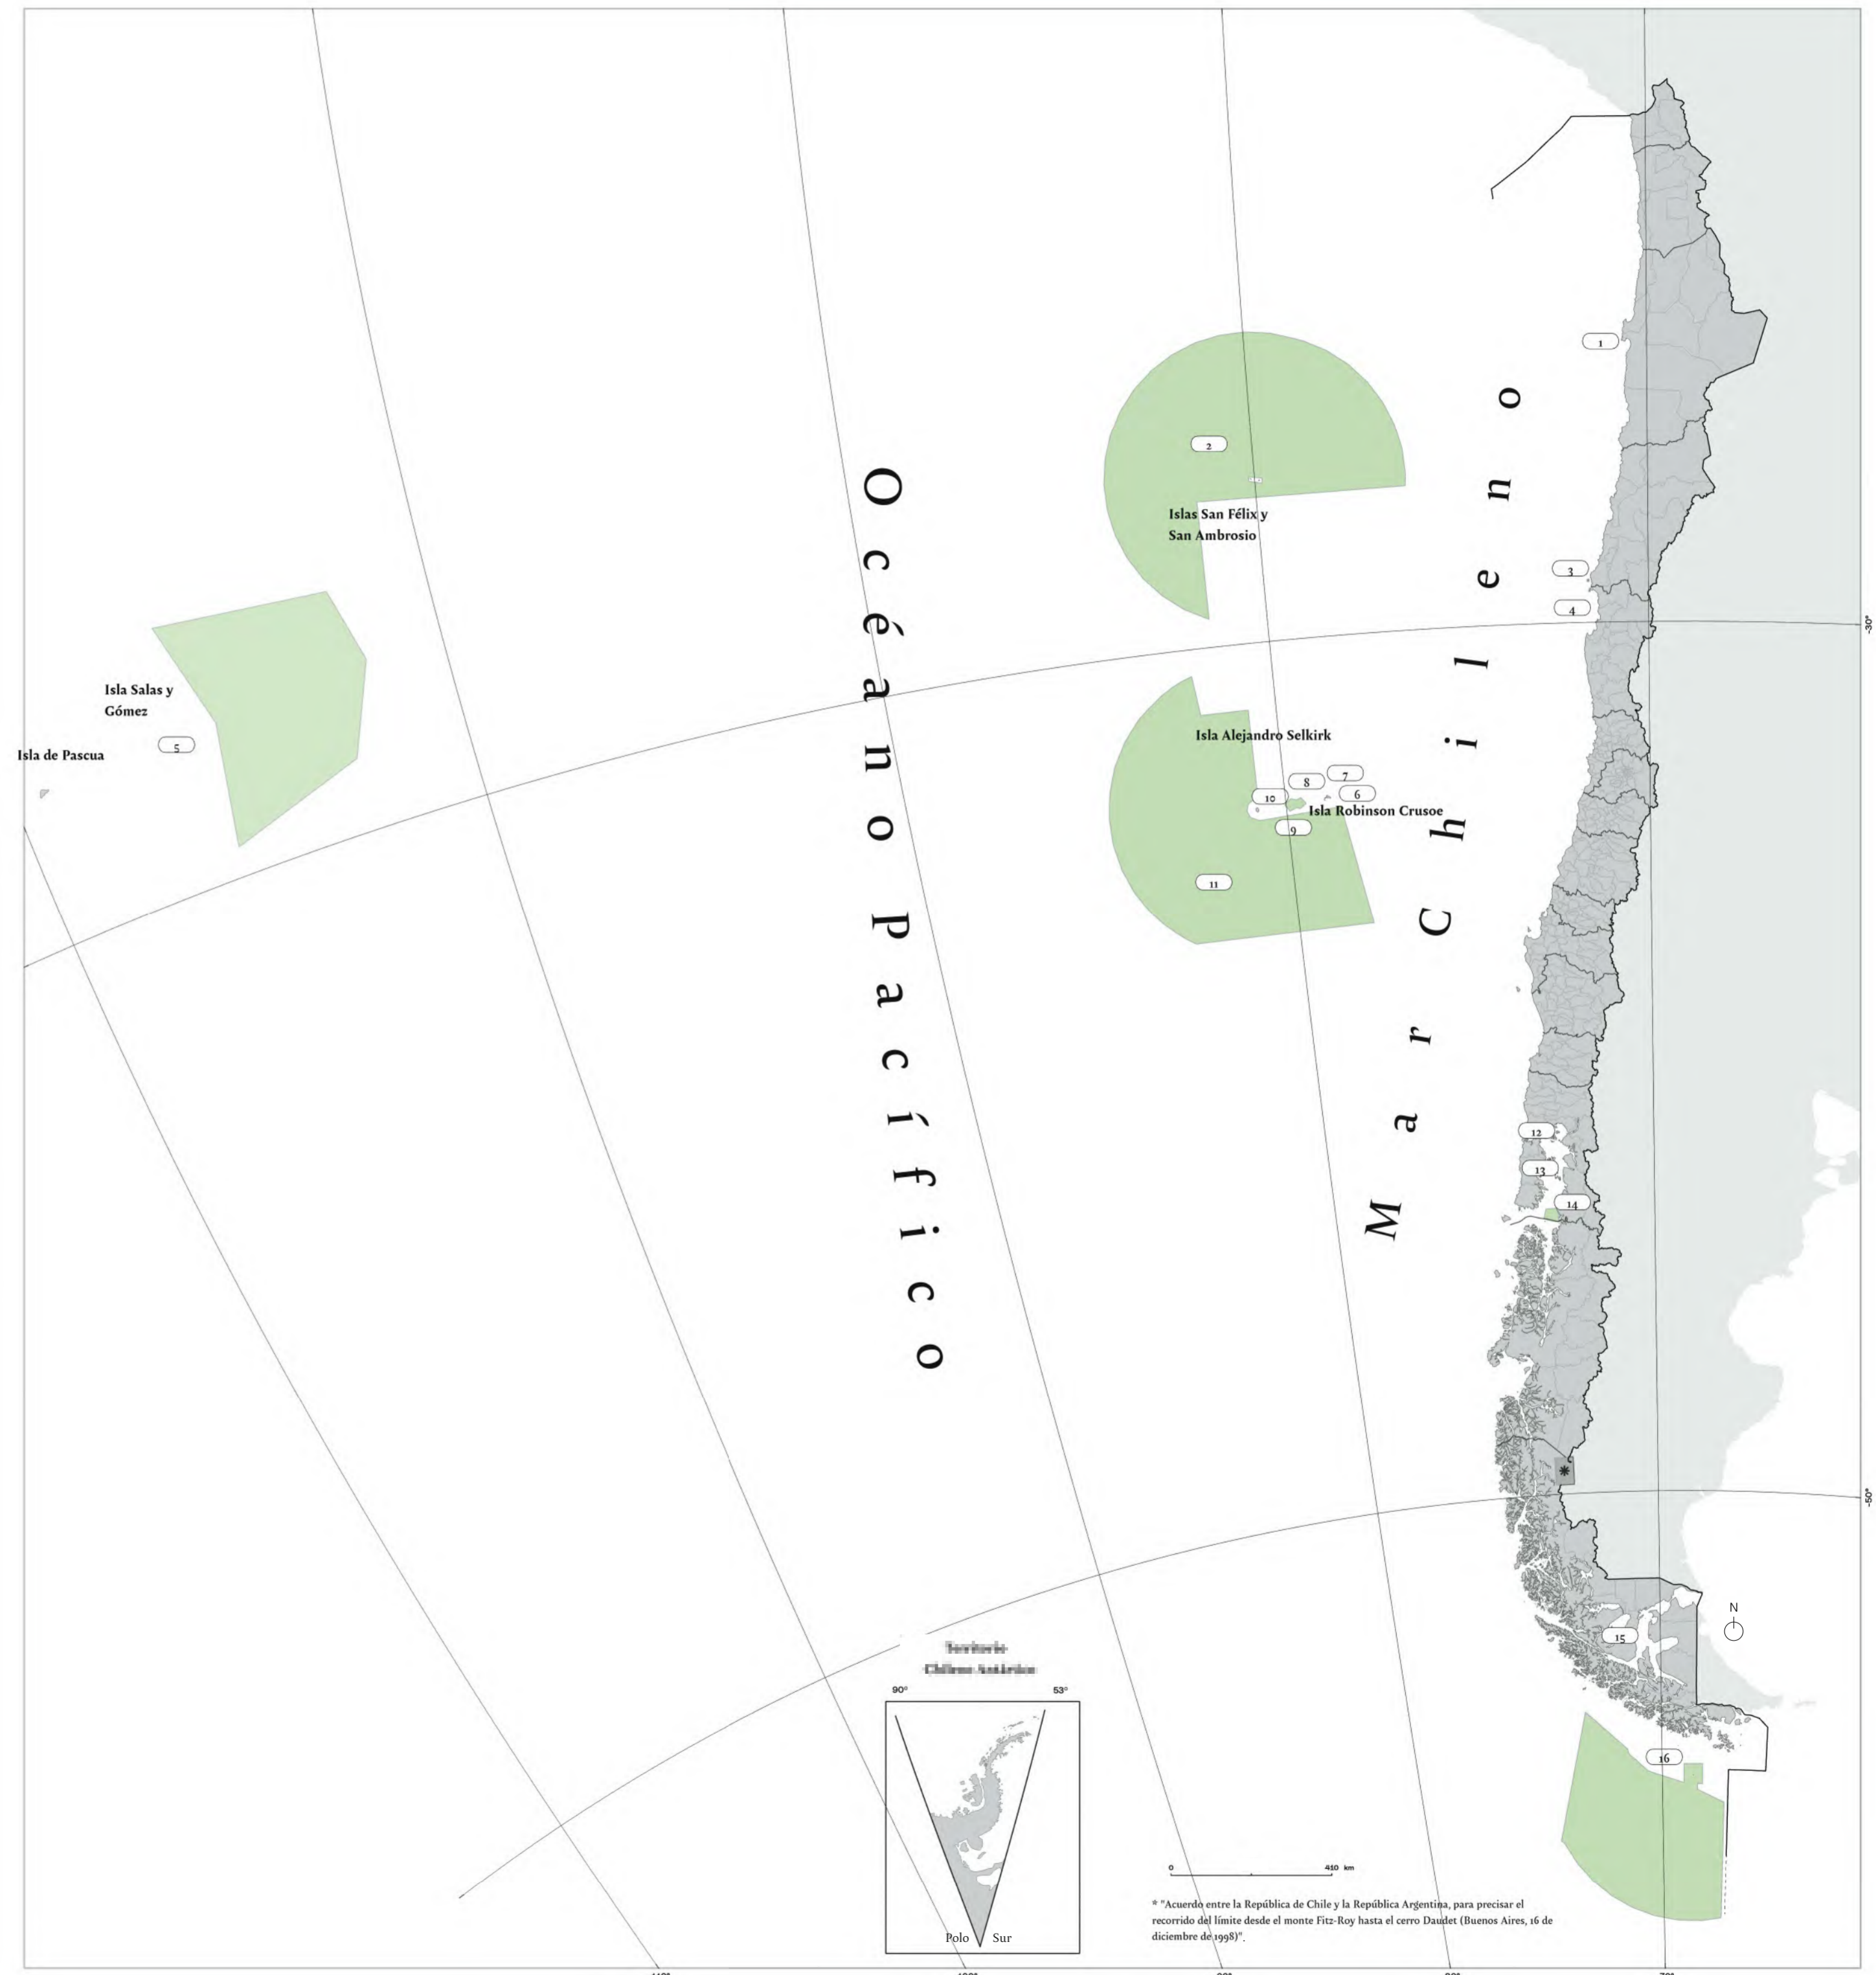 1
2
Islas San Félix y
San Ambrosio
3
4
-30°
Isla Salas y
Gómez
5
Isla de Pascua
Océano Pacífico
Mar Chileno
Isla Alejandro Selkirk
7
8
6
10
Isla Robinson Crusoe
9
11
12
13
14
*
-50°
N
15
16
90°
53°
Polo Sur
0
410 km
* "Acuerdo entre la República de Chile y la República Argentina, para precisar el
recorrido del límite desde el monte Fitz-Roy hasta el cerro Daudet (Buenos Aires, 16 de
diciembre de 1998)".